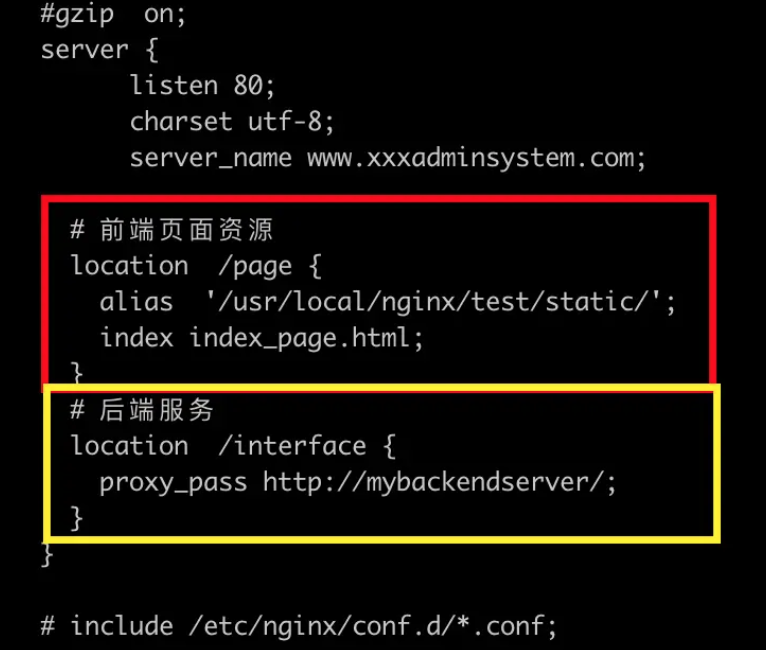 #gzip  on;
server {
      listen 80;
      charset utf-8;
      server_name www.xxxadminsystem.com;
  # 前端页面资源
  location  /page {
    alias  '/usr/local/nginx/test/static/';
    index index_page.html;
  }
  # 后端服务
  location  /interface {
    proxy_pass http://mybackendserver/;
  }
}
# include /etc/nginx/conf.d/*.conf;